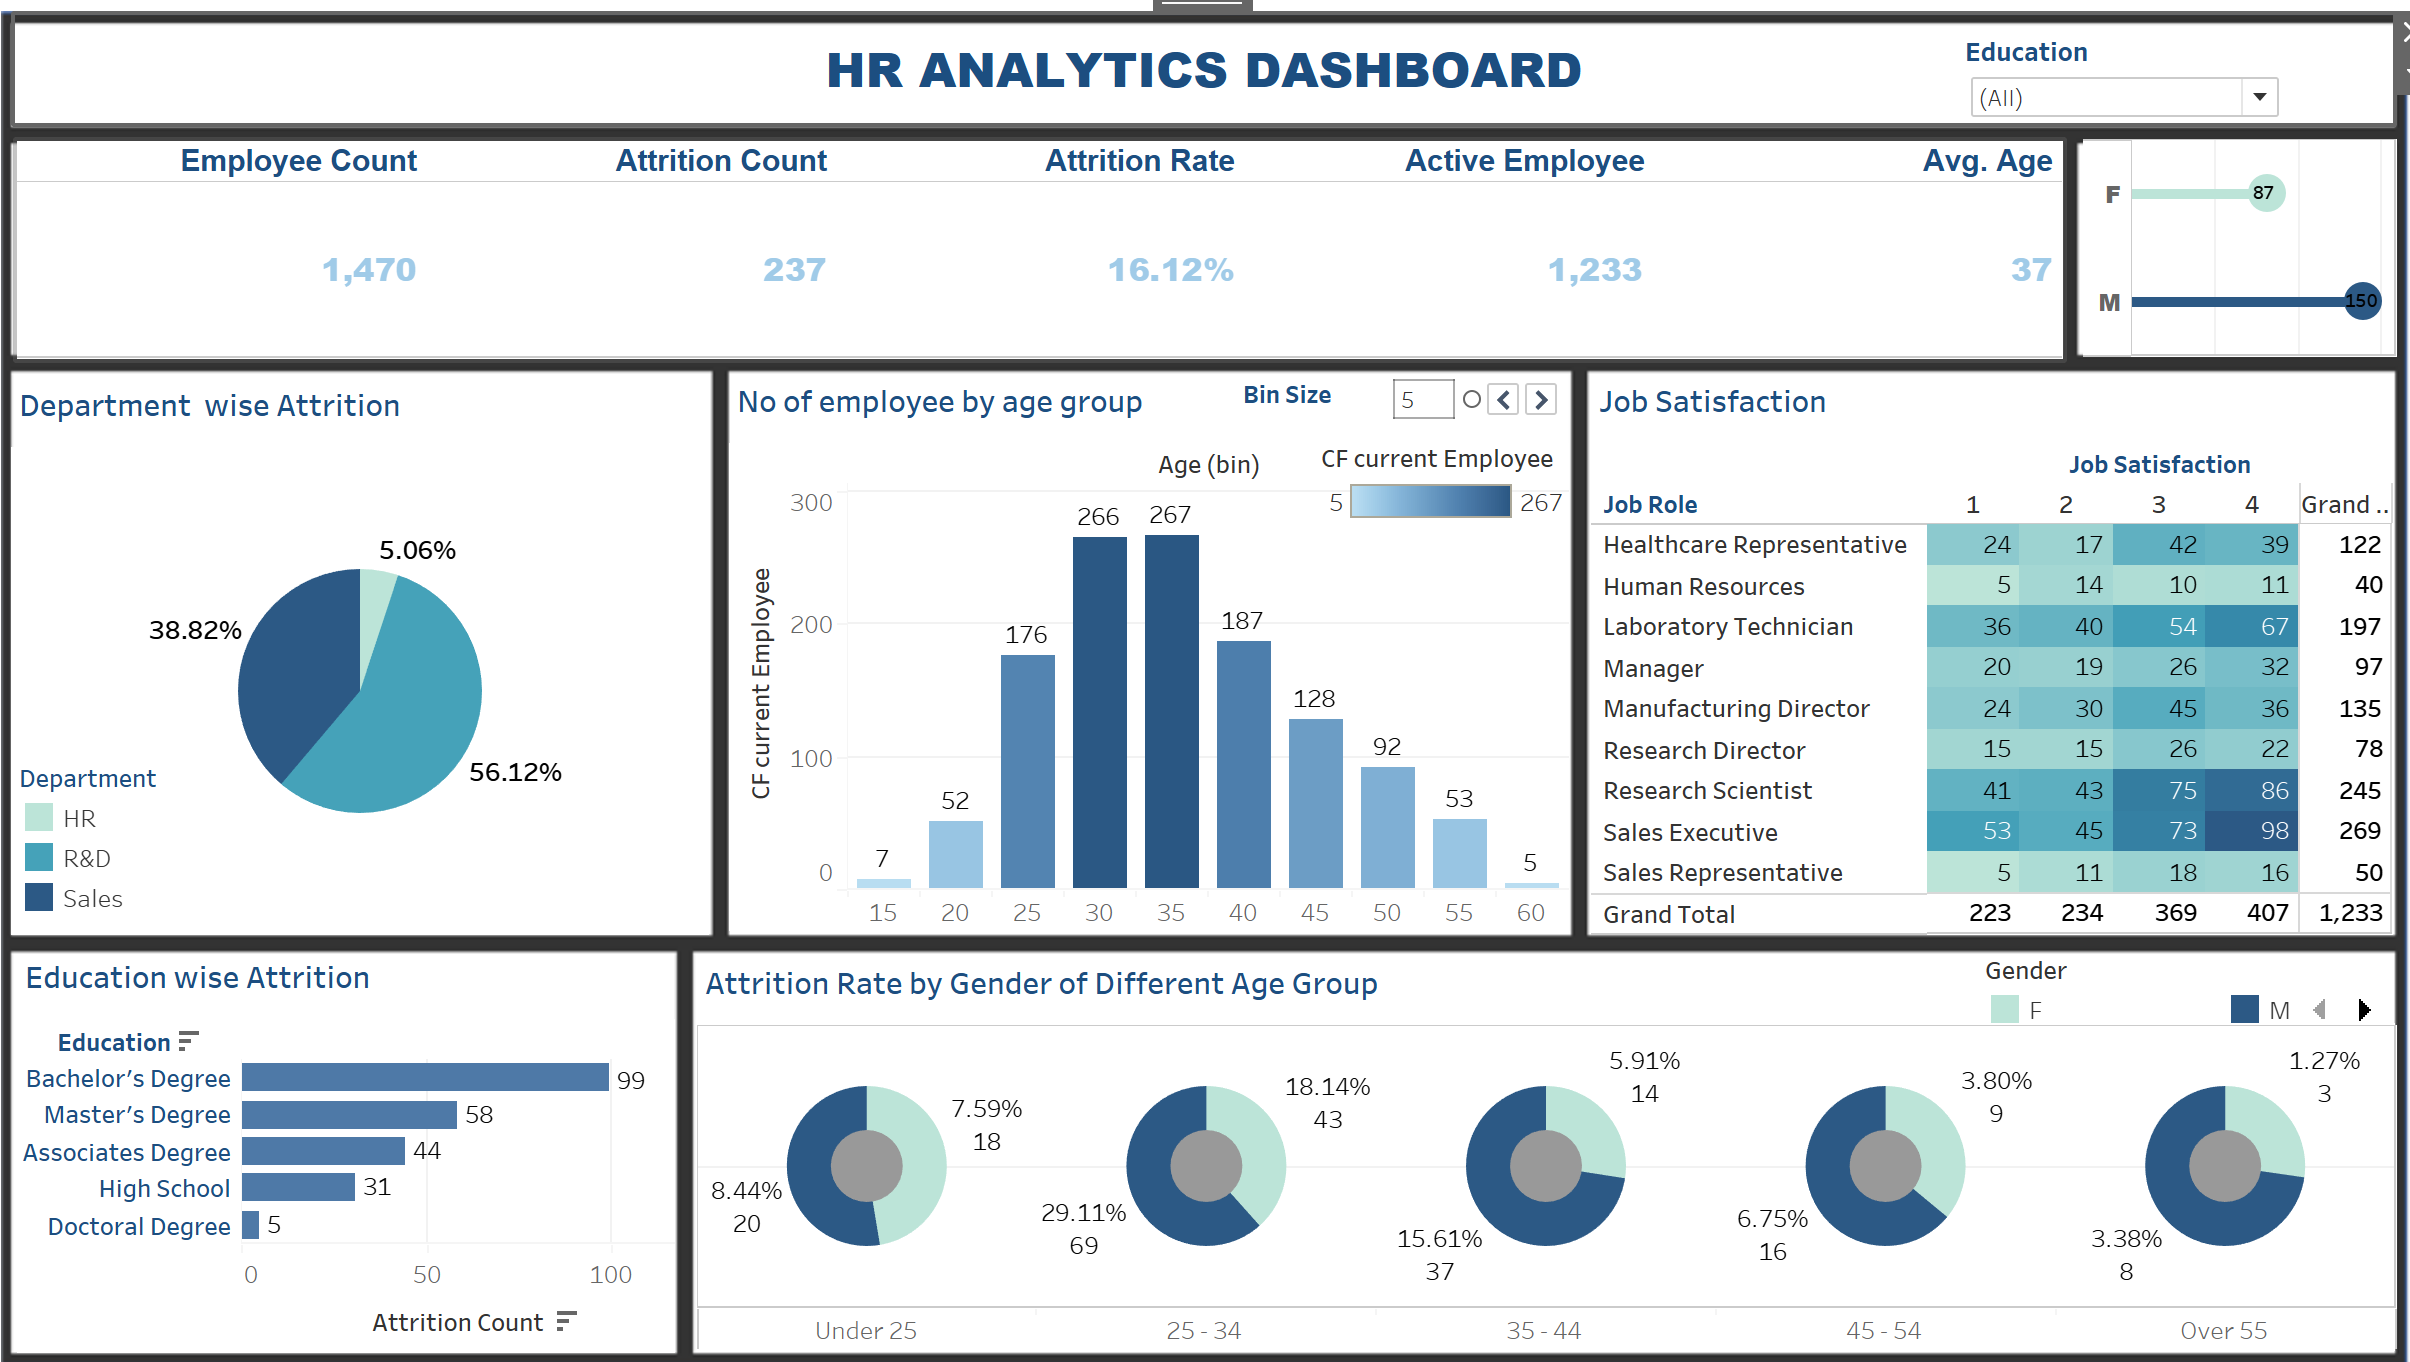 HR ANALYTICS DASHBOARD
Education
(All)
Employee Count Attrition Count Attrition Rate Active Employee Avg. Age
1,470 237 16.12% 1,233 37
F 87
M 150
Department  wise Attrition
5.06%
38.82%
56.12%
Department
HR
R&D
Sales
No of employee by age group
Bin Size 5
Age (bin)
CF current Employee
5 267
CF current Employee
300
200
100
0
7 52 176 266 267 187 128 92 53 5
15 20 25 30 35 40 45 50 55 60
Job Satisfaction
Job Satisfaction
Job Role 1 2 3 4 Grand ..
Healthcare Representative 24 17 42 39 122
Human Resources 5 14 10 11 40
Laboratory Technician 36 40 54 67 197
Manager 20 19 26 32 97
Manufacturing Director 24 30 45 36 135
Research Director 15 15 26 22 78
Research Scientist 41 43 75 86 245
Sales Executive 53 45 73 98 269
Sales Representative 5 11 18 16 50
Grand Total 223 234 369 407 1,233
Education wise Attrition
Education
Bachelor’s Degree 99
Master’s Degree 58
Associates Degree 44
High School 31
Doctoral Degree 5
0 50 100
Attrition Count
Attrition Rate by Gender of Different Age Group
Gender
F M
7.59%
18
8.44%
20
18.14%
43
29.11%
69
5.91%
14
15.61%
37
3.80%
9
6.75%
16
1.27%
3
3.38%
8
Under 25 25 - 34 35 - 44 45 - 54 Over 55